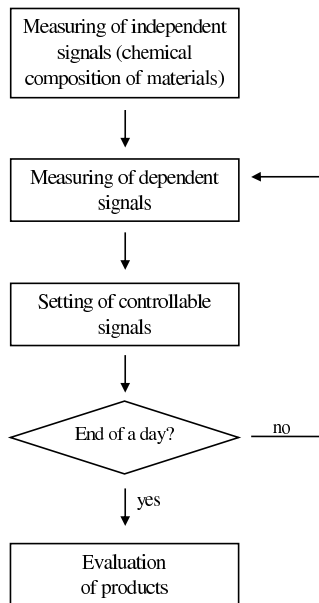 Measuring of independent
signals (chemical
composition of materials)
Measuring of dependent
signals
Setting of controllable
signals
End of a day?
no
yes
Evaluation
of products